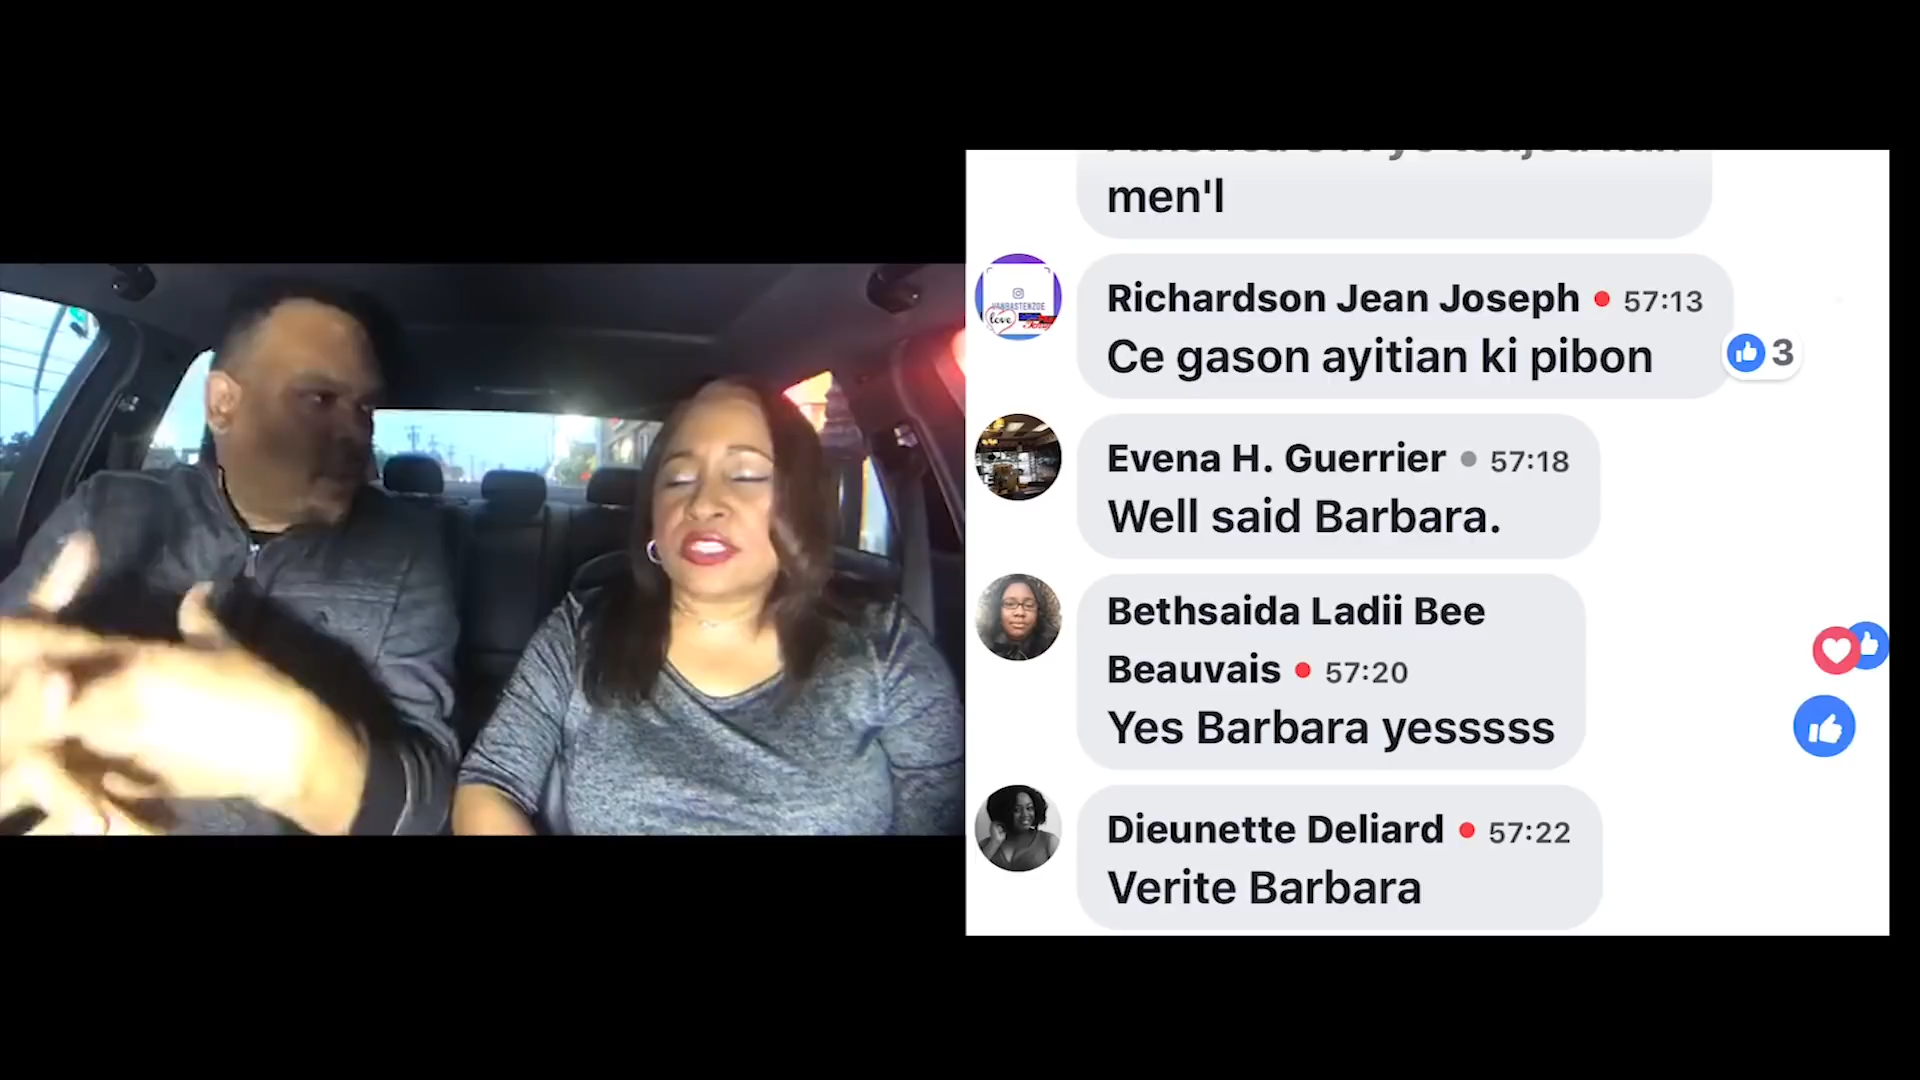 men'l
Richardson Jean Joseph 57:13
Ce gason ayitian ki pibon
3
Evena H. Guerrier 57:18
Well said Barbara.
Bethsaida Ladii Bee
Beauvais 57:20
Yes Barbara yesssss
Dieunette Deliard 57:22
Verite Barbara